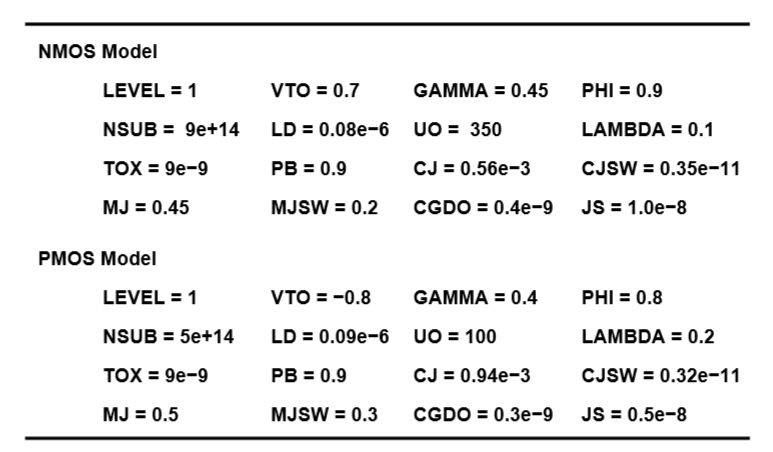 NMOS Model
LEVEL = 1 VTO = 0.7 GAMMA = 0.45 PHI = 0.9
NSUB = 9e+14 LD = 0.08e−6 UO = 350 LAMBDA = 0.1
TOX = 9e−9 PB = 0.9 CJ = 0.56e−3 CJSW = 0.35e−11
MJ = 0.45 MJSW = 0.2 CGDO = 0.4e−9 JS = 1.0e−8
PMOS Model
LEVEL = 1 VTO = −0.8 GAMMA = 0.4 PHI = 0.8
NSUB = 5e+14 LD = 0.09e−6 UO = 100 LAMBDA = 0.2
TOX = 9e−9 PB = 0.9 CJ = 0.94e−3 CJSW = 0.32e−11
MJ = 0.5 MJSW = 0.3 CGDO = 0.3e−9 JS = 0.5e−8